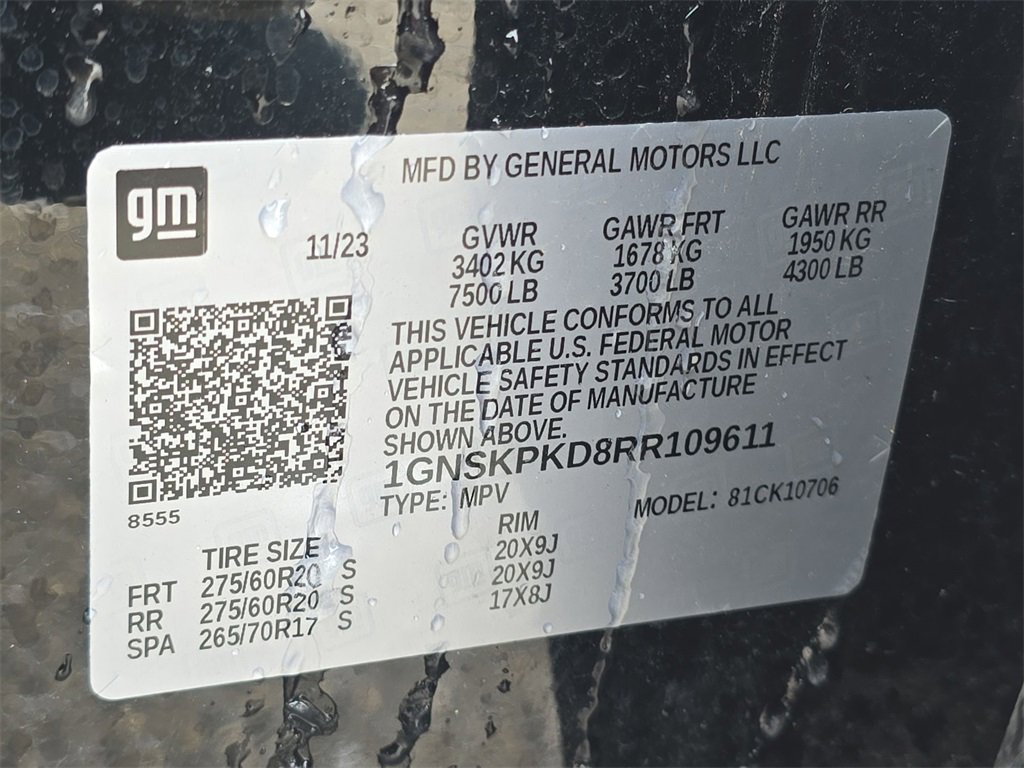 gm
MFD BY GENERAL MOTORS LLC
11/23
GVWR GAWR FRT GAWR RR
3402 KG 1678 KG 1950 KG
7500 LB 3700 LB 4300 LB
THIS VEHICLE CONFORMS TO ALL
APPLICABLE U.S. FEDERAL MOTOR
VEHICLE SAFETY STANDARDS IN EFFECT
ON THE DATE OF MANUFACTURE
SHOWN ABOVE.
1GNSKPKD8RR109611
TYPE: MPV MODEL: 81CK10706
8555
TIRE SIZE RIM
FRT 275/60R20 S 20X9J
RR 275/60R20 S 20X9J
SPA 265/70R17 S 17X8J